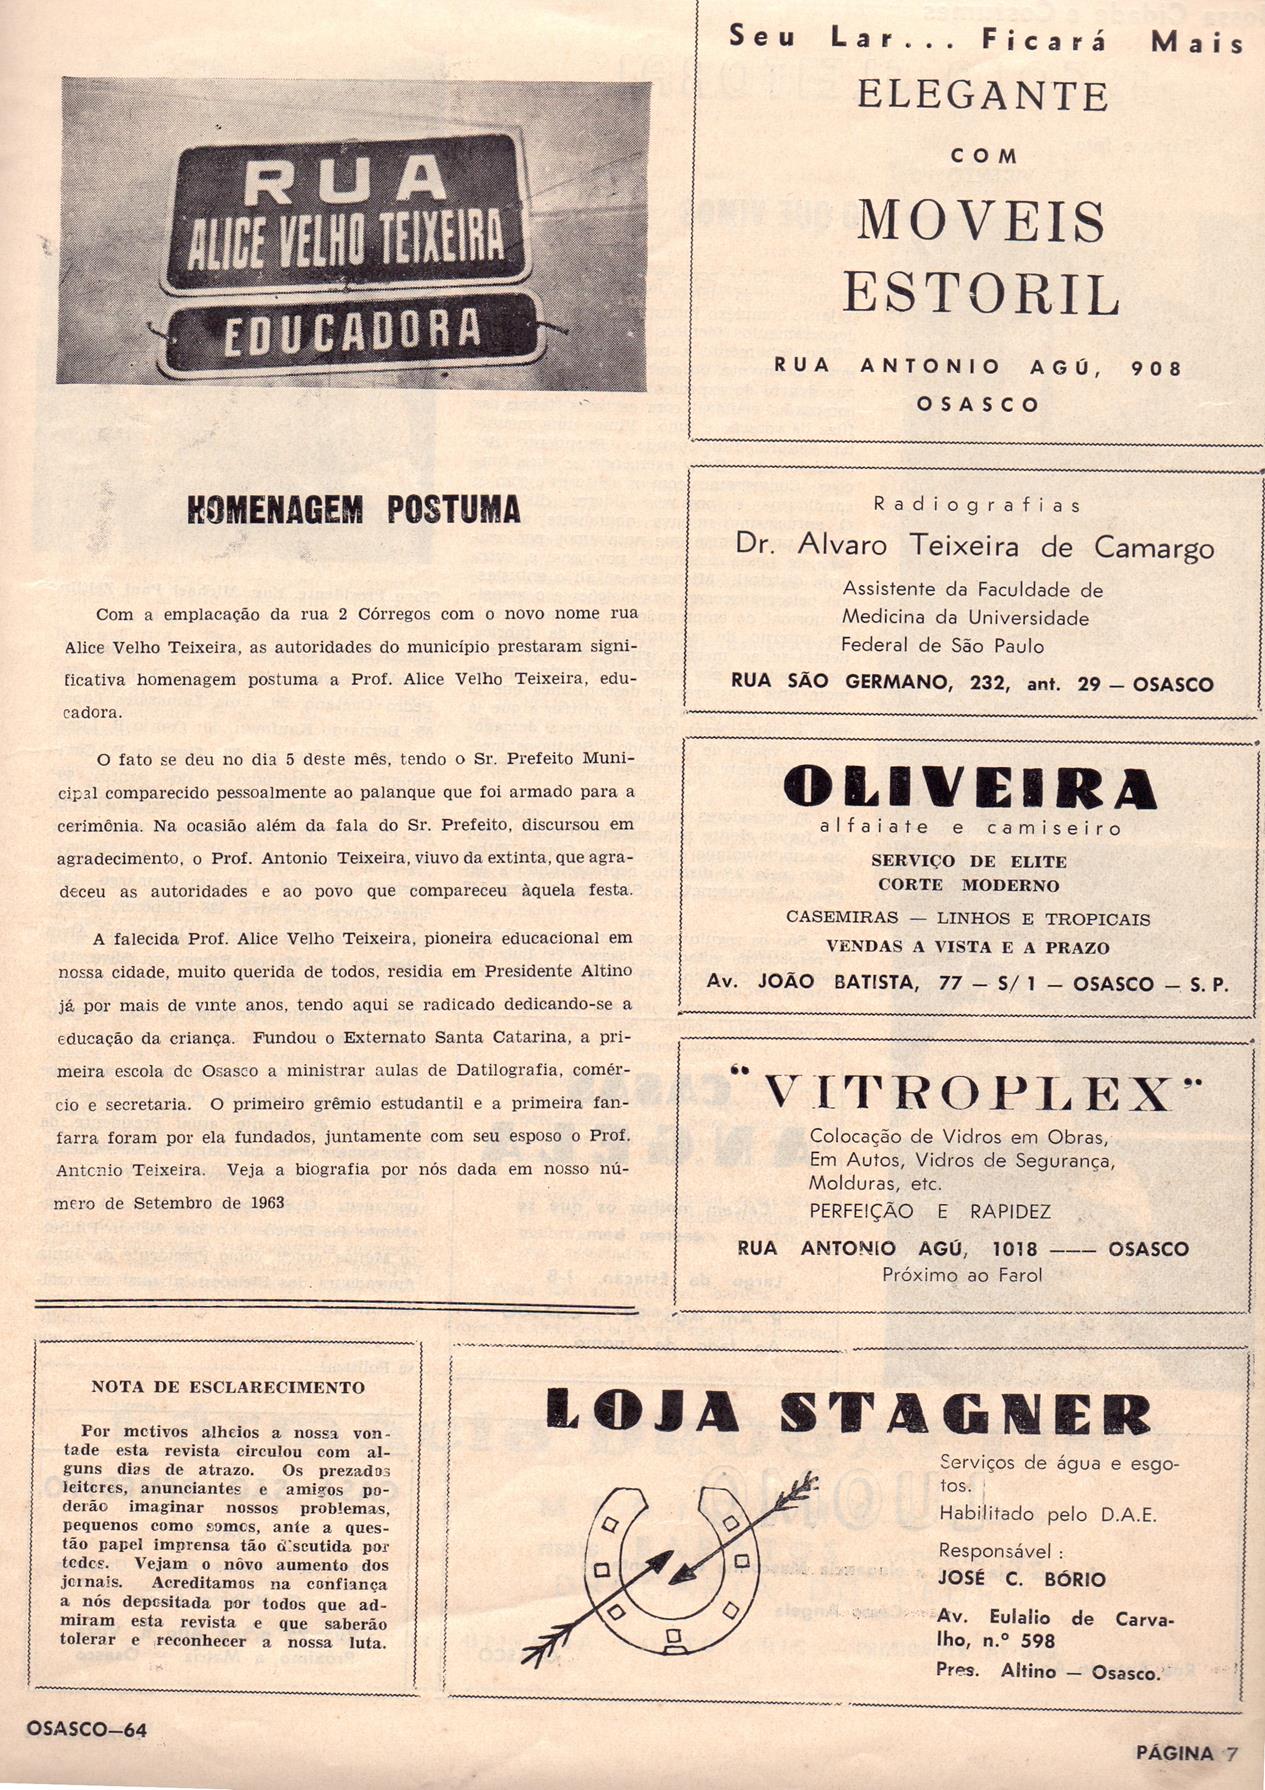 RUA
ALICE VELHO TEIXEIRA
EDUCADORA
HOMENAGEM POSTUMA
Com a emplacação da rua 2 Córregos com o novo nome rua
Alice Velho Teixeira, as autoridades do município prestaram signi-
ficativa homenagem postuma a Prof. Alice Velho Teixeira, edu-
cadora.
O fato se deu no dia 5 deste mês, tendo o Sr. Prefeito Muni-
cipal comparecido pessoalmente ao palanque que foi armado para a
cerimônia. Na ocasião além da fala do Sr. Prefeito, discursou em
agradecimento, o Prof. Antonio Teixeira, viuvo da extinta, que agra-
deceu as autoridades e ao povo que compareceu àquela festa.
A falecida Prof. Alice Velho Teixeira, pioneira educacional em
nossa cidade, muito querida de todos, residia em Presidente Altino
já por mais de vinte anos, tendo aqui se radicado dedicando-se a
educação da criança. Fundou o Externato Santa Catarina, a pri-
meira escola de Osasco a ministrar aulas de Datilografia, comér-
cio e secretaria. O primeiro grêmio estudantil e a primeira fan-
farra foram por ela fundados, juntamente com seu esposo o Prof.
Antonio Teixeira. Veja a biografia por nós dada em nosso nú-
mero de Setembro de 1963
NOTA DE ESCLARECIMENTO
Por motivos alheios a nossa von-
tade esta revista circulou com al-
guns dias de atrazo. Os prezados
leitores, anunciantes e amigos po-
derão imaginar nossos problemas,
pequenos como somos, ante a ques-
tão papel imprensa tão discutida por
todos. Vejam o nôvo aumento dos
jornais. Acreditamos na confiança
a nós depositada por todos que ad-
miram esta revista e que saberão
tolerar e reconhecer a nossa luta.
Seu Lar... Ficará Mais
ELEGANTE
COM
MOVEIS
ESTORIL
RUA ANTONIO AGÚ, 908
OSASCO
Radiografias
Dr. Alvaro Teixeira de Camargo
Assistente da Faculdade de
Medicina da Universidade
Federal de São Paulo
RUA SÃO GERMANO, 232, ant. 29 — OSASCO
OLIVEIRA
alfaiate e camiseiro
SERVIÇO DE ELITE
CORTE MODERNO
CASEMIRAS — LINHOS E TROPICAIS
VENDAS A VISTA E A PRAZO
Av. JOÃO BATISTA, 77 — S/1 — OSASCO — S. P.
"VITROPLEX"
Colocação de Vidros em Obras,
Em Autos, Vidros de Segurança,
Molduras, etc.
PERFEIÇÃO E RAPIDEZ
RUA ANTONIO AGÚ, 1018 ––– OSASCO
Próximo ao Farol
LOJA STAGNER
Serviços de água e esgo-
tos.
Habilitado pelo D.A.E.
Responsável :
JOSÉ C. BÓRIO
Av. Eulalio de Carva-
lho, n.º 598
Pres. Altino — Osasco.
OSASCO—64
PÁGINA 7